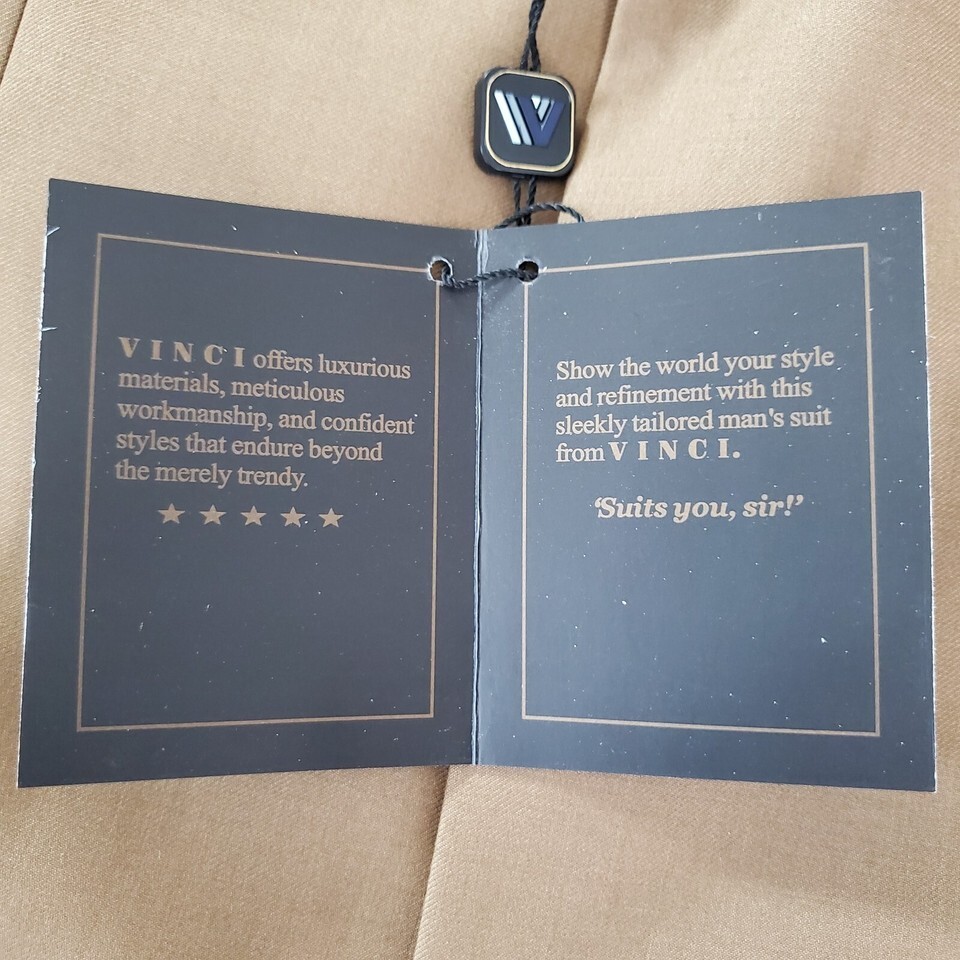 VINCI offers luxurious
materials, meticulous
workmanship, and confident
styles that endure beyond
the merely trendy.
Show the world your style
and refinement with this
sleekly tailored man's suit
from VINCI.
‘Suits you, sir!’
V